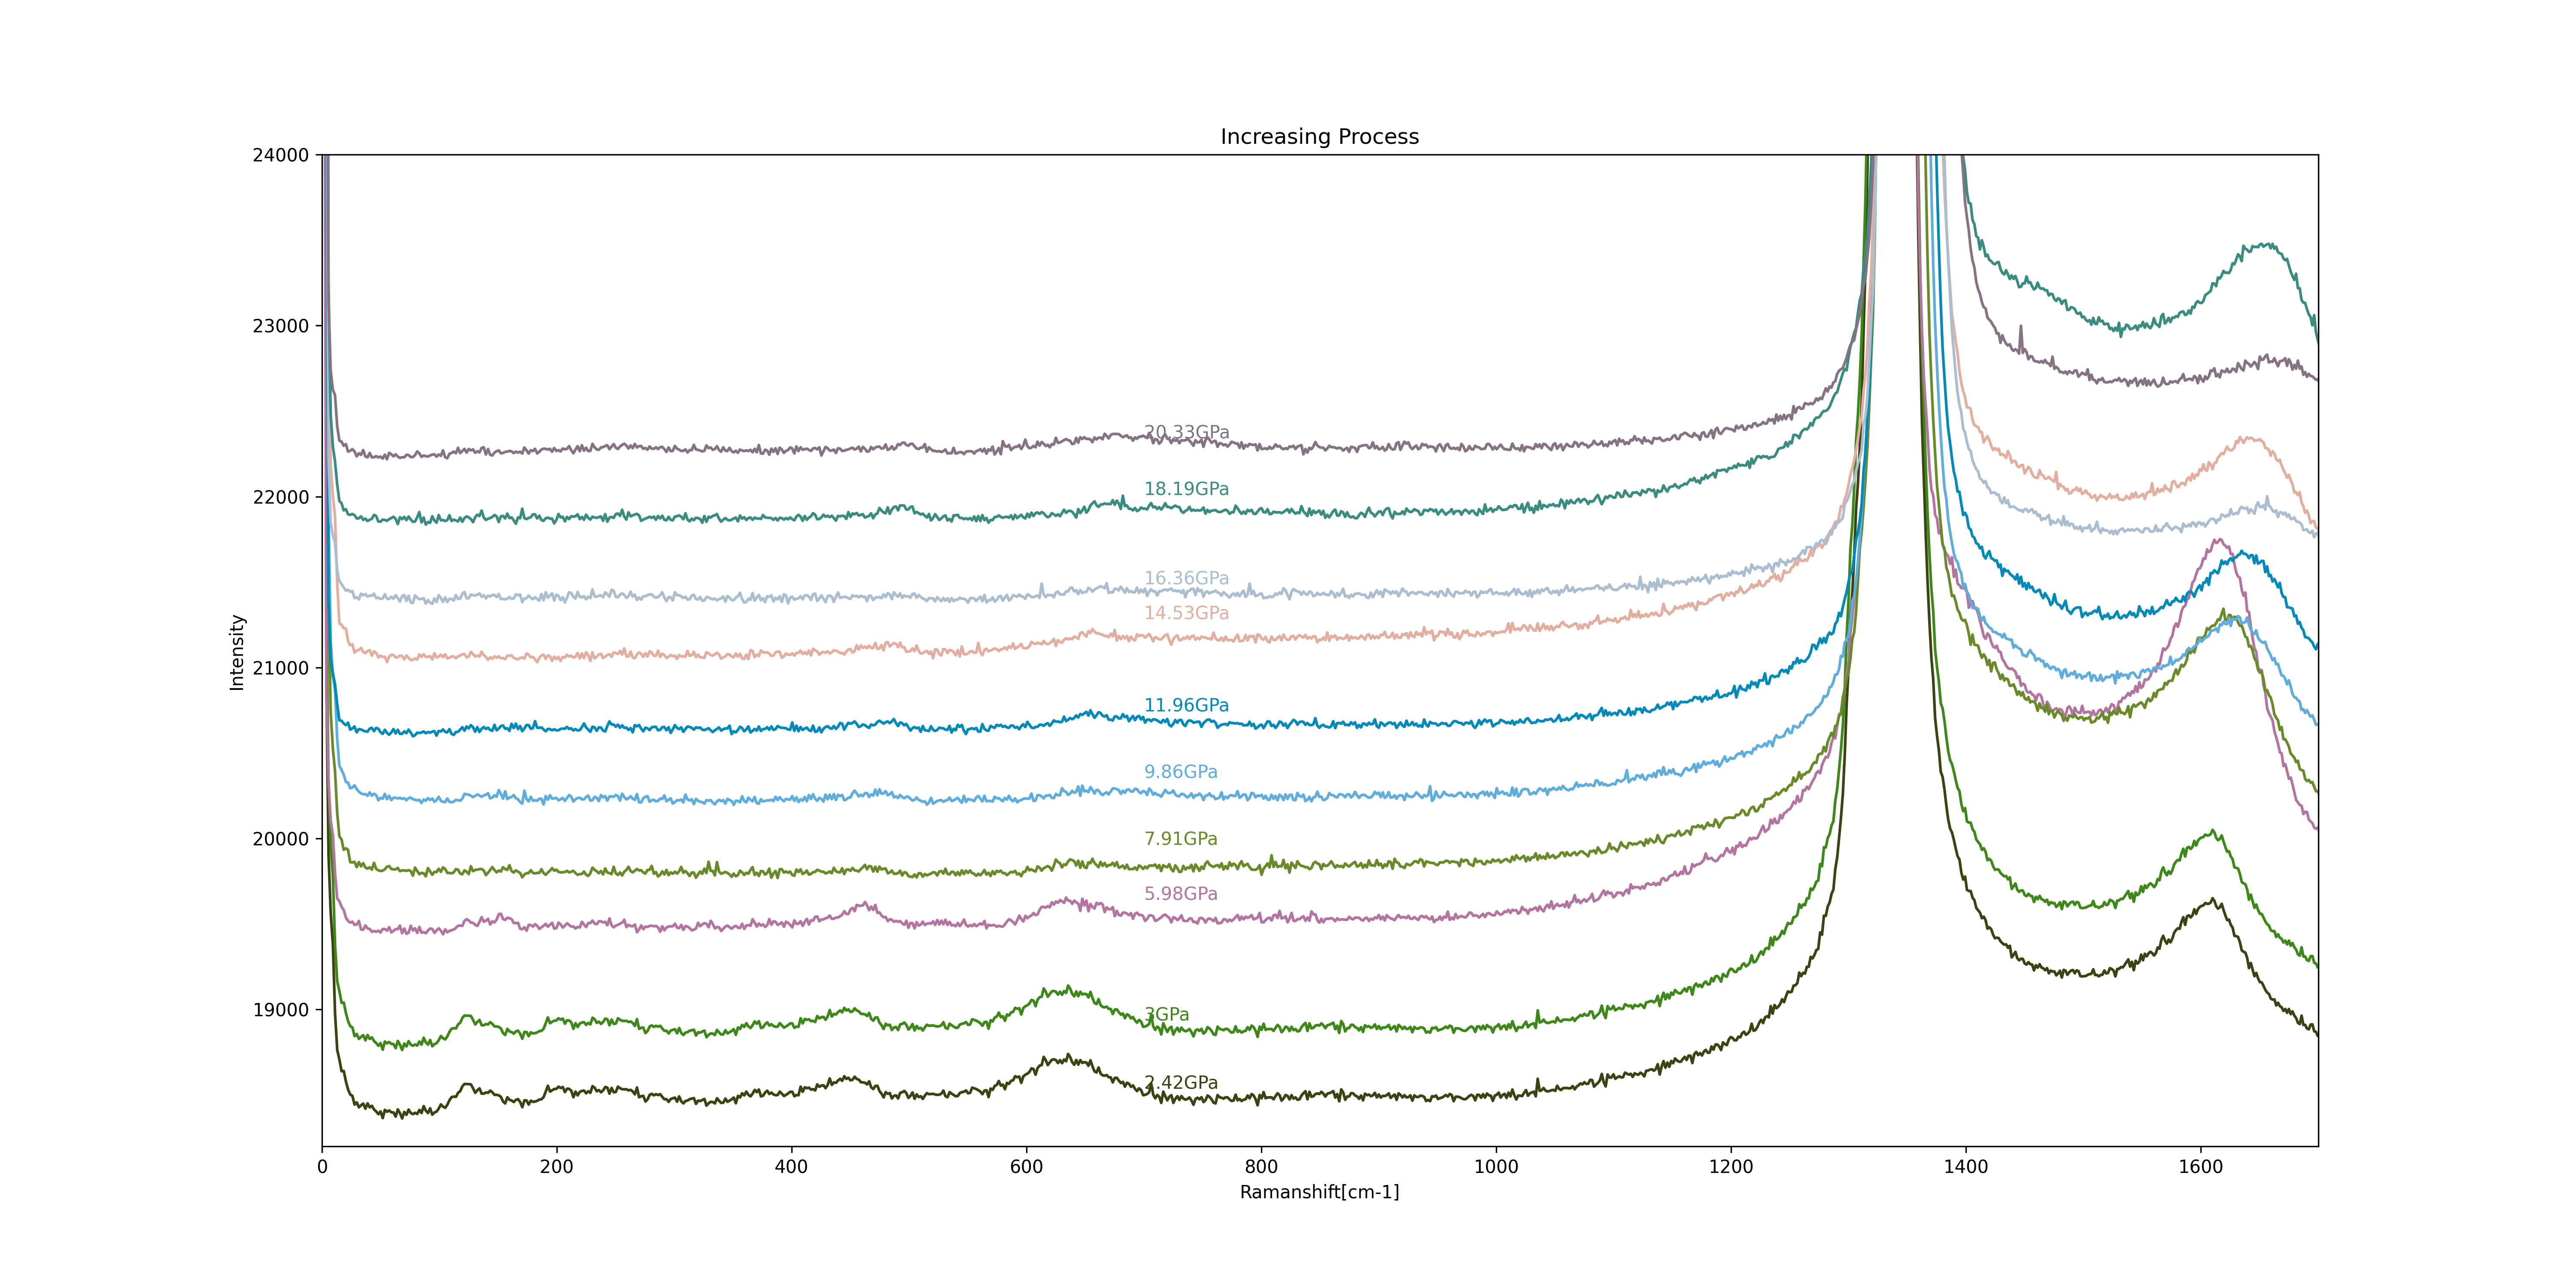 Increasing Process
24000
23000
22000
21000
20000
19000
Intensity
20.33GPa
18.19GPa
16.36GPa
14.53GPa
11.96GPa
9.86GPa
7.91GPa
5.98GPa
3GPa
2.42GPa
0 200 400 600 800 1000 1200 1400 1600
Ramanshift[cm-1]